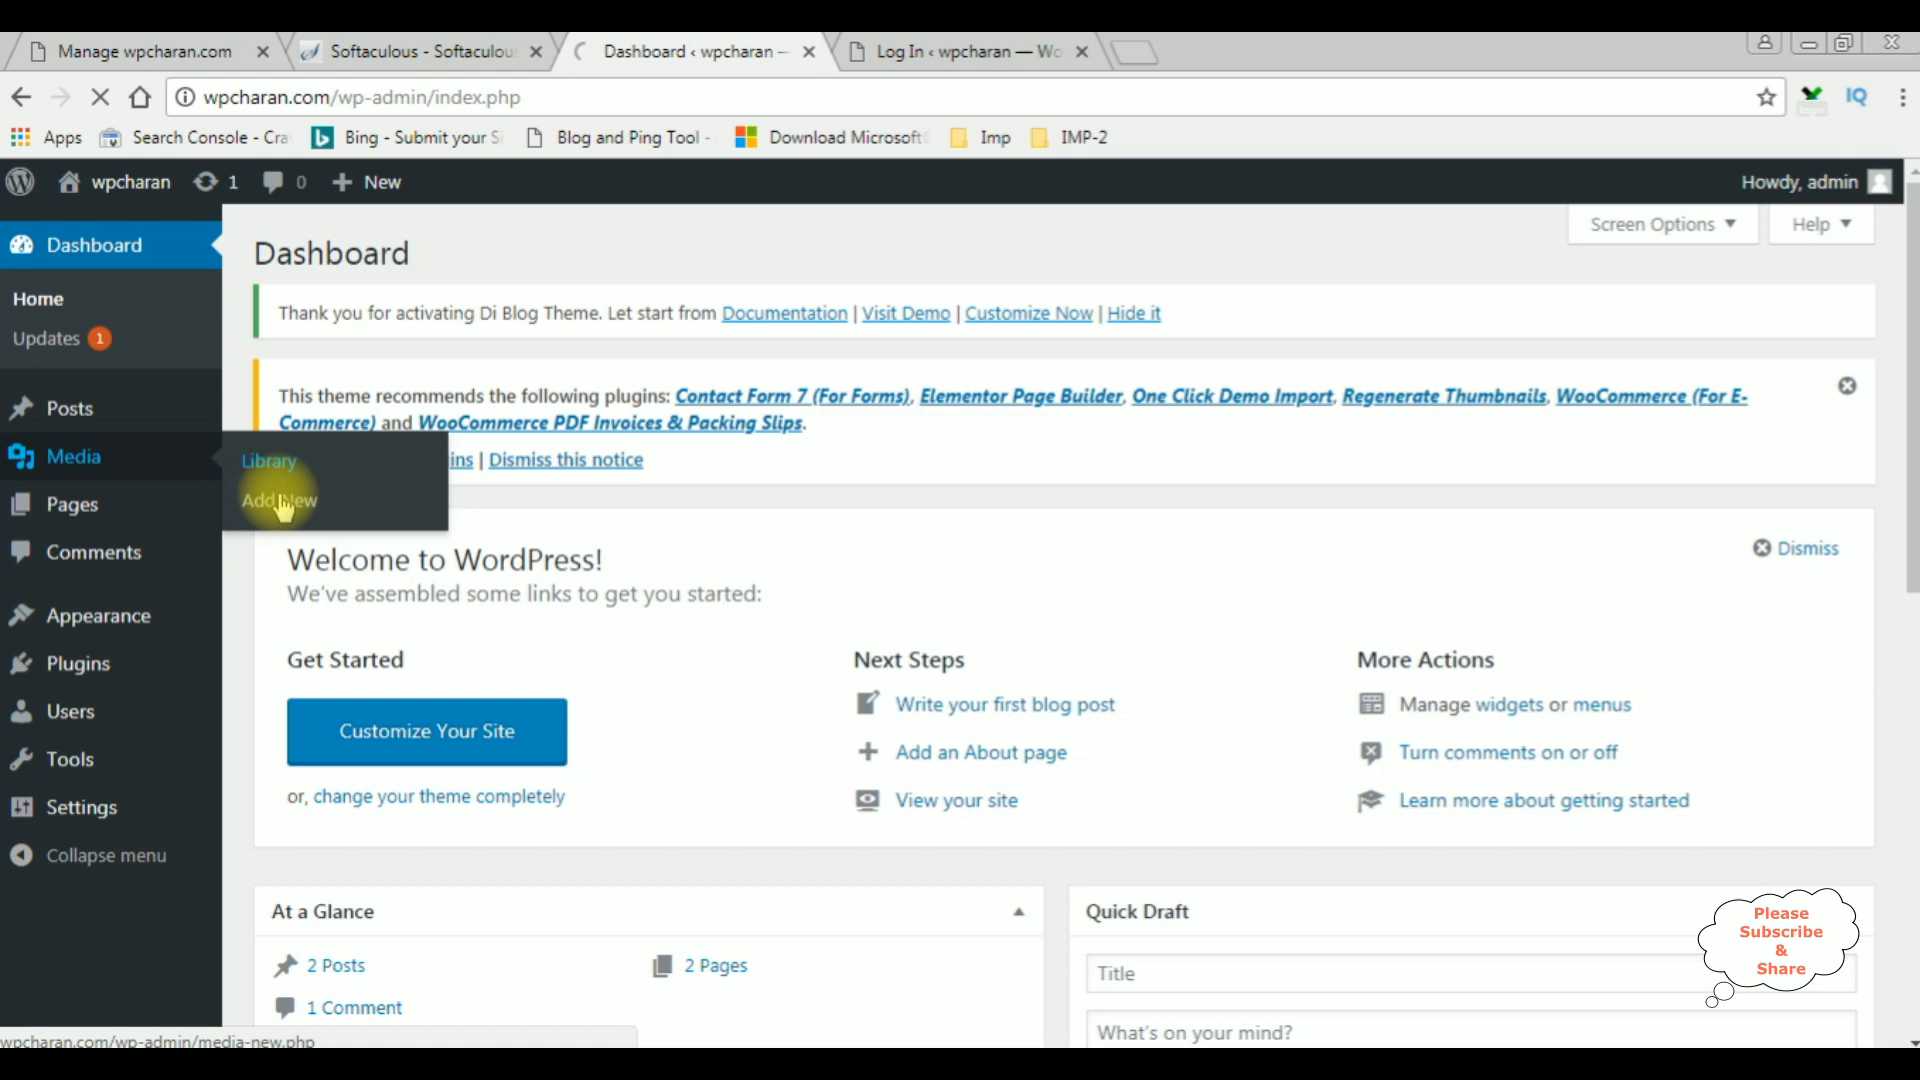 Manage wpcharan.com
Softaculous - Softaculou
Dashboard ‹ wpcharan —
Log In ‹ wpcharan — Wo
wpcharan.com/wp-admin/index.php
IQ
Apps
Search Console - Cra
Bing - Submit your S
Blog and Ping Tool -
Download Microsoft
Imp
IMP-2
wpcharan
1
0
New
Howdy, admin
Screen Options
Help
Dashboard
Home
Updates 1
Posts
Media
Library
Add New
Pages
Comments
Appearance
Plugins
Users
Tools
Settings
Collapse menu
Dashboard
Thank you for activating Di Blog Theme. Let start from Documentation | Visit Demo | Customize Now | Hide it
This theme recommends the following plugins: Contact Form 7 (For Forms), Elementor Page Builder, One Click Demo Import, Regenerate Thumbnails, WooCommerce (For E-
Commerce) and WooCommerce PDF Invoices & Packing Slips.
ins | Dismiss this notice
Welcome to WordPress!
Dismiss
We've assembled some links to get you started:
Get Started
Customize Your Site
or, change your theme completely
Next Steps
Write your first blog post
Add an About page
View your site
More Actions
Manage widgets or menus
Turn comments on or off
Learn more about getting started
At a Glance
2 Posts
2 Pages
1 Comment
Quick Draft
Title
What's on your mind?
Please
Subscribe
&
Share
wpcharan.com/wp-admin/media-new.php